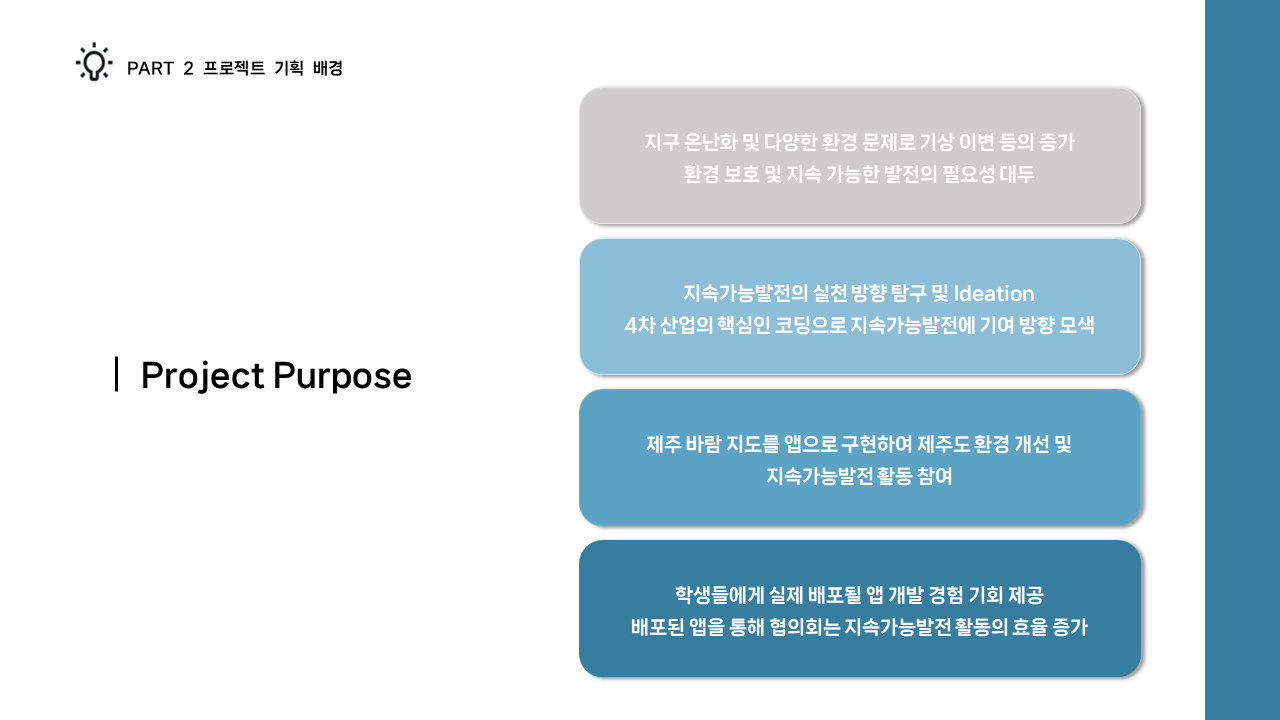 PART 2 프로젝트 기획 배경
지구 온난화 및 다양한 환경 문제로 기상 이변 등의 증가
환경 보호 및 지속 가능한 발전의 필요성 대두
지속가능발전의 실천 방향 탐구 및 Ideation
4차 산업의 핵심인 코딩으로 지속가능발전에 기여 방향 모색
Project Purpose
제주 바람 지도를 앱으로 구현하여 제주도 환경 개선 및
지속가능발전 활동 참여
학생들에게 실제 배포될 앱 개발 경험 기회 제공
배포된 앱을 통해 협의회는 지속가능발전 활동의 효율 증가